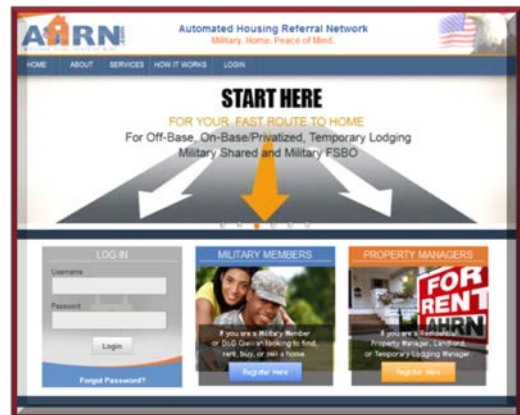 AHRN.com
Automated Housing Referral Network
Military. Home. Peace of Mind.
HOME ABOUT SERVICES HOW IT WORKS LOGIN
START HERE
FOR YOUR FAST ROUTE TO HOME
For Off-Base, On-Base/Privatized, Temporary Lodging
Military Shared and Military FSBO
LOG IN
Username
Password
Login
Forgot Password?
MILITARY MEMBERS
If you are a Military Member
or DoD Civilian looking to find,
rent, buy, or sell a home.
Register Here
PROPERTY MANAGERS
FOR
RENT
AHRN
If you are a Residential
Property Manager, Landlord,
or Temporary Lodging Manager
Register Here